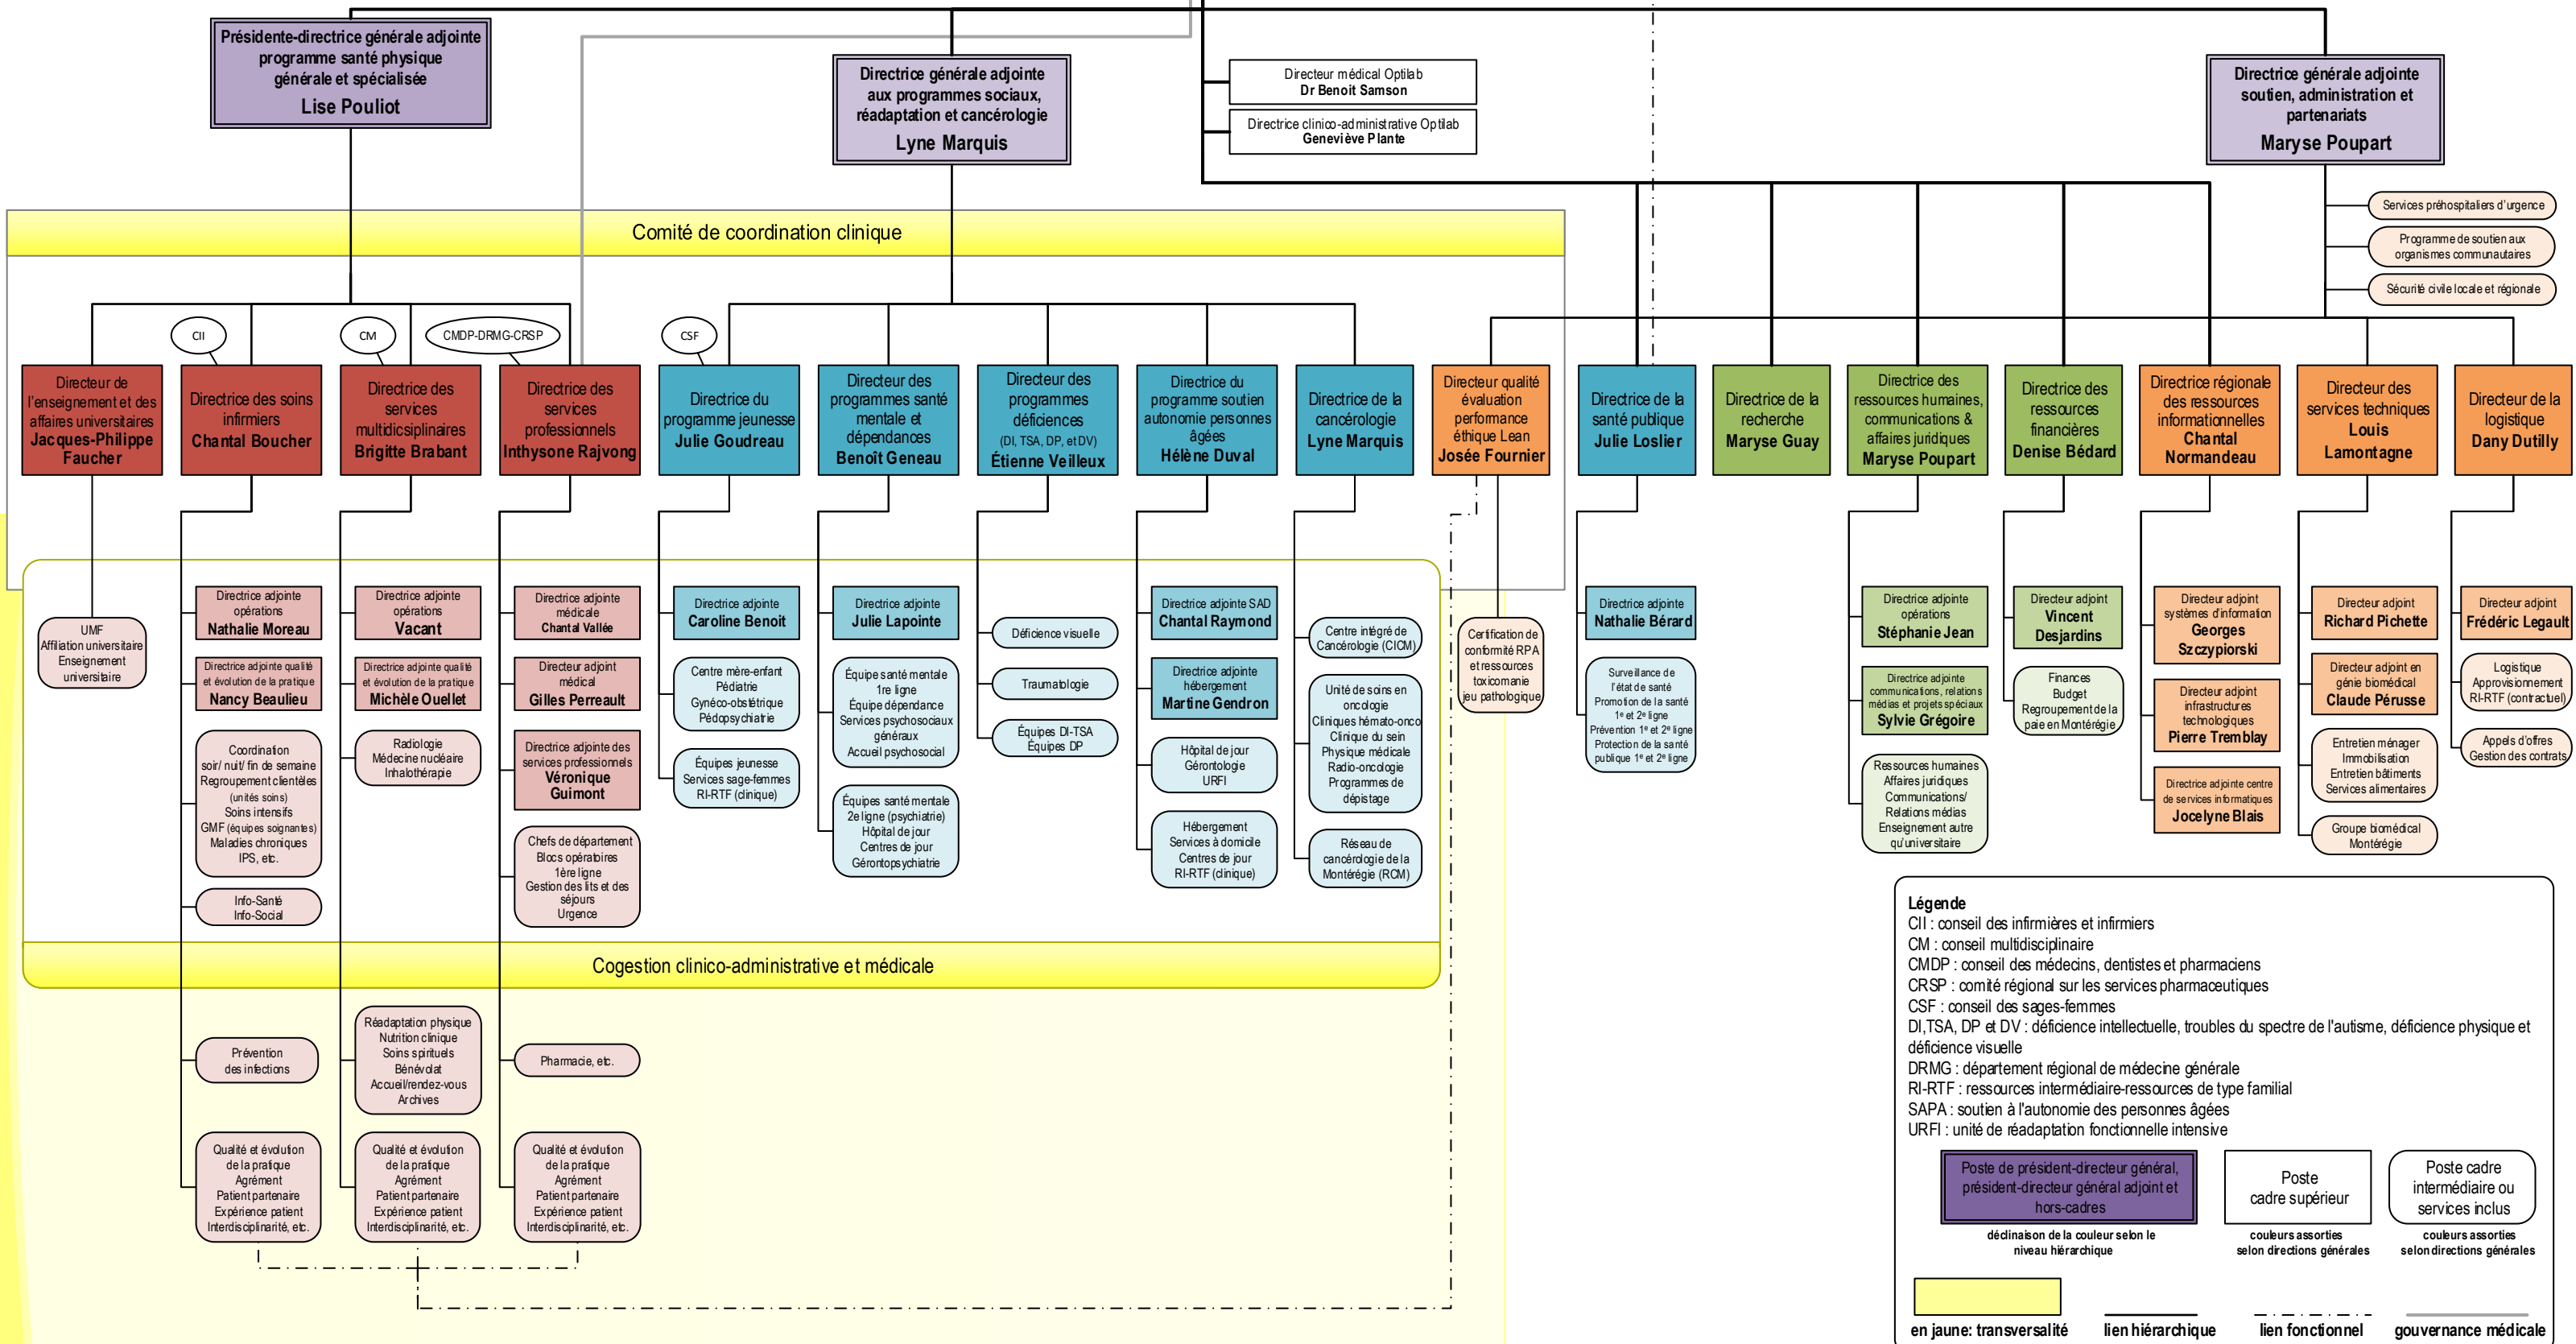 Présidente-directrice générale adjointe
programme santé physique
générale et spécialisée
Lise Pouliot
Directrice générale adjointe
aux programmes sociaux,
réadaptation et cancérologie
Lyne Marquis
Directeur médical Optilab
Dr Benoit Samson
Directrice clinico-administrative Optilab
Geneviève Plante
Directrice générale adjointe
soutien, administration et
partenariats
Maryse Poupart
Services préhospitaliers d'urgence
Programme de soutien aux
organismes communautaires
Sécurité civile locale et régionale
Comité de coordination clinique
CII
CM
CMDP-DRMG-CRSP
CSF
Directeur de
l'enseignement et des
affaires universitaires
Jacques-Philippe
Faucher
Directrice des soins
infirmiers
Chantal Boucher
Directrice des
services
multidicsiplinaires
Brigitte Brabant
Directrice des
services
professionnels
Inthysone Rajvong
Directrice du
programme jeunesse
Julie Goudreau
Directeur des
programmes santé
mentale et
dépendances
Benoît Geneau
Directeur des
programmes
déficiences
(DI, TSA, DP, et DV)
Étienne Veilleux
Directrice du
programme soutien
autonomie personnes
âgées
Hélène Duval
Directrice de la
cancérologie
Lyne Marquis
Directeur qualité
évaluation
performance
éthique Lean
Josée Fournier
Directrice de la
santé publique
Julie Loslier
Directrice de la
recherche
Maryse Guay
Directrice des
ressources humaines,
communications &
affaires juridiques
Maryse Poupart
Directrice des
ressources
financières
Denise Bédard
Directrice régionale
des ressources
informationnelles
Chantal
Normandeau
Directeur des
services techniques
Louis
Lamontagne
Directeur de la
logistique
Dany Dutilly
UMF
Affiliation universitaire
Enseignement
universitaire
Directrice adjointe
opérations
Nathalie Moreau
Directrice adjointe qualité
et évolution de la pratique
Nancy Beaulieu
Coordination
soir/ nuit/ fin de semaine
Regroupement clientèles
(unités soins)
Soins intensifs
GMF (équipes soignantes)
Maladies chroniques
IPS, etc.
Info-Santé
Info-Social
Directrice adjointe
opérations
Vacant
Directrice adjointe qualité
et évolution de la pratique
Michèle Ouellet
Radiologie
Médecine nucléaire
Inhalothérapie
Directrice adjointe
médicale
Chantal Vallée
Directeur adjoint
médical
Gilles Perreault
Directrice adjointe des
services professionnels
Véronique
Guimont
Chefs de département
Blocs opératoires
1ère ligne
Gestion des lits et des
séjours
Urgence
Directrice adjointe
Caroline Benoit
Centre mère-enfant
Pédiatrie
Gynéco-obstétrique
Pédopsychiatrie
Équipes jeunesse
Services sage-femmes
RI-RTF (clinique)
Directrice adjointe
Julie Lapointe
Équipe santé mentale
1re ligne
Équipe dépendance
Services psychosociaux
généraux
Accueil psychosocial
Équipes santé mentale
2e ligne (psychiatrie)
Hôpital de jour
Centres de jour
Gérontopsychiatrie
Déficience visuelle
Traumatologie
Équipes DI-TSA
Équipes DP
Directrice adjointe SAD
Chantal Raymond
Directrice adjointe
hébergement
Martine Gendron
Hôpital de jour
Gérontologie
URFI
Hébergement
Services à domicile
Centres de jour
RI-RTF (clinique)
Centre intégré de
Cancérologie (CICM)
Unité de soins en
oncologie
Cliniques hémato-onco
Clinique du sein
Physique médicale
Radio-oncologie
Programmes de
dépistage
Réseau de
cancérologie de la
Montérégie (RCM)
Certification de
conformité RPA
et ressources
toxicomanie
jeu pathologique
Directrice adjointe
Nathalie Bérard
Surveillance de
l'état de santé
Promotion de la santé
1e et 2e ligne
Prévention 1e et 2e ligne
Protection de la santé
publique 1e et 2e ligne
Directrice adjointe
opérations
Stéphanie Jean
Directrice adjointe
communications, relations
médias et projets spéciaux
Sylvie Grégoire
Ressources humaines
Affaires juridiques
Communications/
Relations médias
Enseignement autre
qu'universitaire
Directeur adjoint
Vincent
Desjardins
Finances
Budget
Regroupement de la
paie en Montérégie
Directeur adjoint
systèmes d'information
Georges
Szczypiorski
Directeur adjoint
infrastructures
technologiques
Pierre Tremblay
Directrice adjointe centre
de services informatiques
Jocelyne Blais
Directeur adjoint
Richard Pichette
Directeur adjoint en
génie biomédical
Claude Pérusse
Entretien ménager
Immobilisation
Entretien bâtiments
Services alimentaires
Groupe biomédical
Montérégie
Directeur adjoint
Frédéric Legault
Logistique
Approvisionnement
RI-RTF (contractuel)
Appels d'offres
Gestion des contrats
Cogestion clinico-administrative et médicale
Prévention
des infections
Réadaptation physique
Nutrition clinique
Soins spirituels
Bénévolat
Accueil/rendez-vous
Archives
Pharmacie, etc.
Qualité et évolution
de la pratique
Agrément
Patient partenaire
Expérience patient
Interdisciplinarité, etc.
Qualité et évolution
de la pratique
Agrément
Patient partenaire
Expérience patient
Interdisciplinarité, etc.
Qualité et évolution
de la pratique
Agrément
Patient partenaire
Expérience patient
Interdisciplinarité, etc.
Légende
CII : conseil des infirmières et infirmiers
CM : conseil multidisciplinaire
CMDP : conseil des médecins, dentistes et pharmaciens
CRSP : comité régional sur les services pharmaceutiques
CSF : conseil des sages-femmes
DI,TSA, DP et DV : déficience intellectuelle, troubles du spectre de l'autisme, déficience physique et
déficience visuelle
DRMG : département régional de médecine générale
RI-RTF : ressources intermédiaire-ressources de type familial
SAPA : soutien à l'autonomie des personnes âgées
URFI : unité de réadaptation fonctionnelle intensive
Poste de président-directeur général,
président-directeur général adjoint et
hors-cadres
déclinaison de la couleur selon le
niveau hiérarchique
Poste
cadre supérieur
couleurs assorties
selon directions générales
Poste cadre
intermédiaire ou
services inclus
couleurs assorties
selon directions générales
en jaune: transversalité
lien hiérarchique
lien fonctionnel
gouvernance médicale